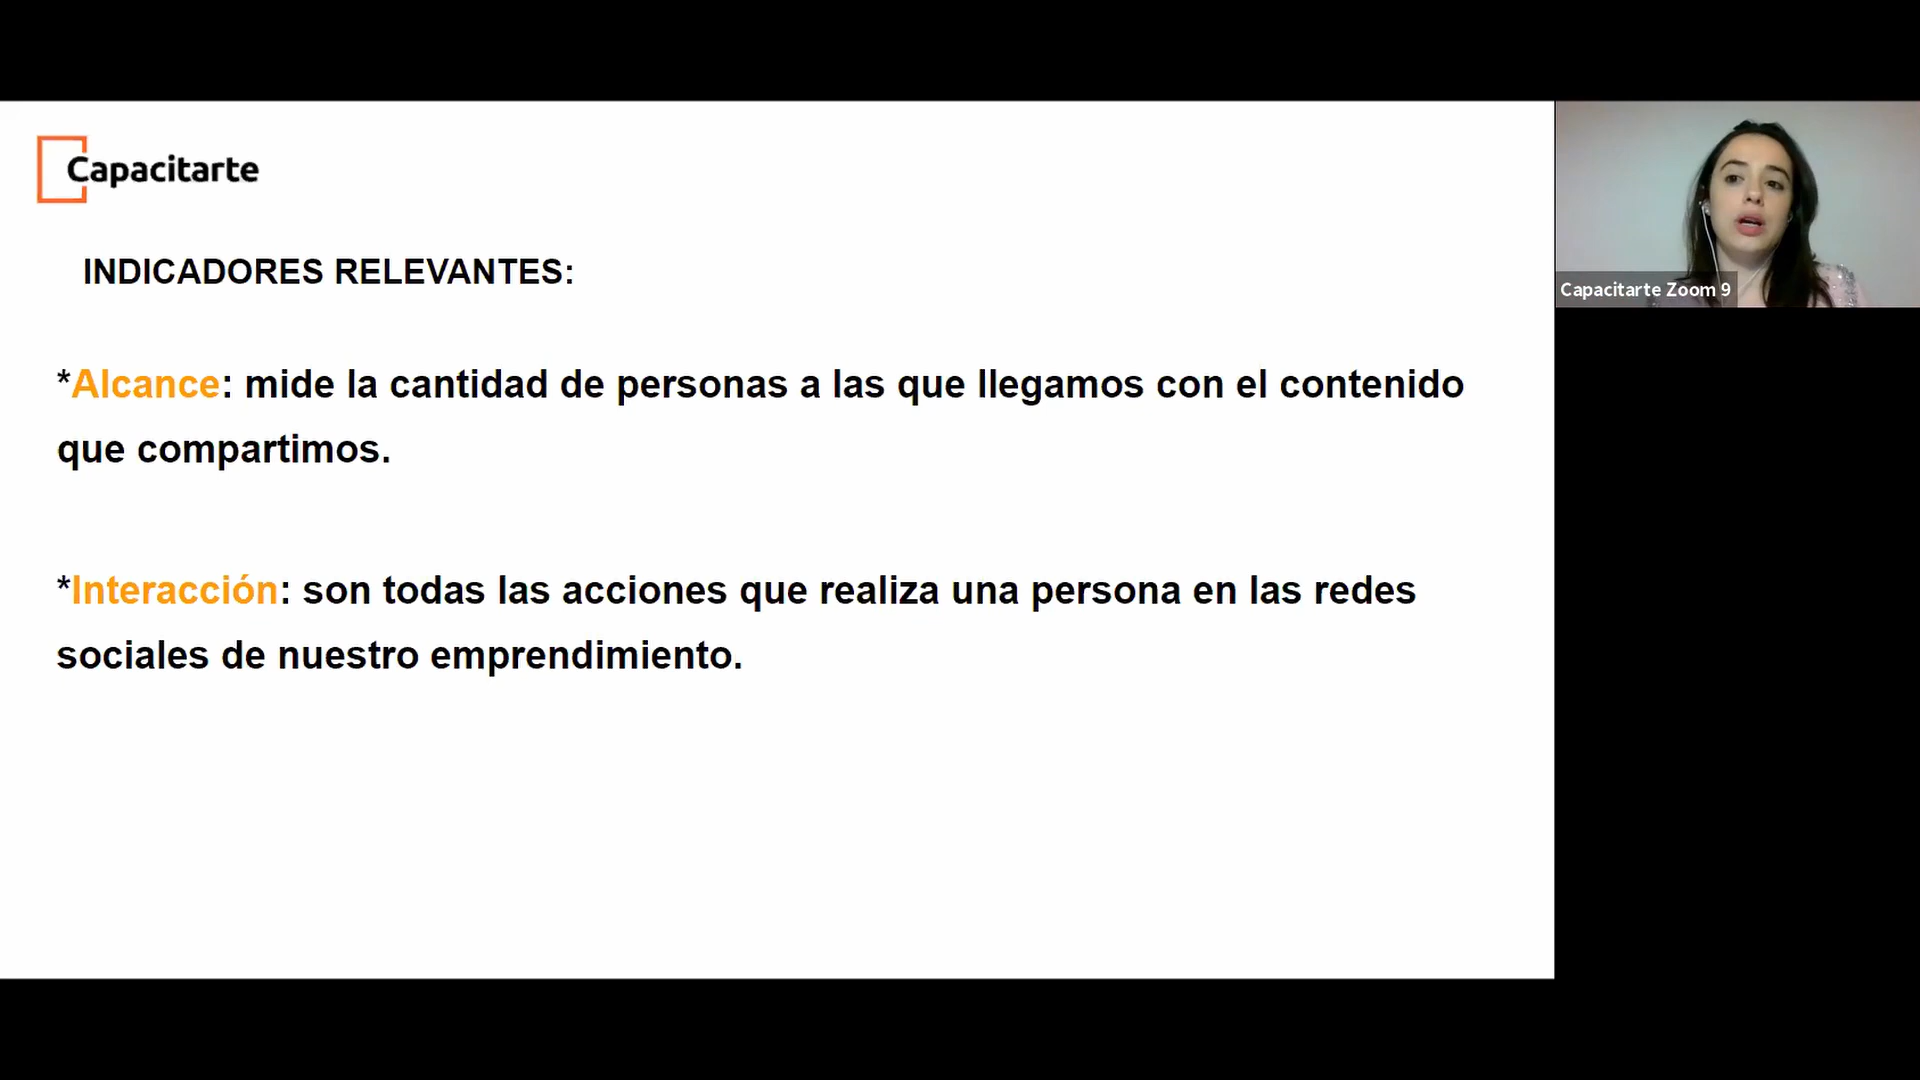 Capacitarte
INDICADORES RELEVANTES:
*Alcance: mide la cantidad de personas a las que llegamos con el contenido
que compartimos.
*Interacción: son todas las acciones que realiza una persona en las redes
sociales de nuestro emprendimiento.
Capacitarte Zoom 9